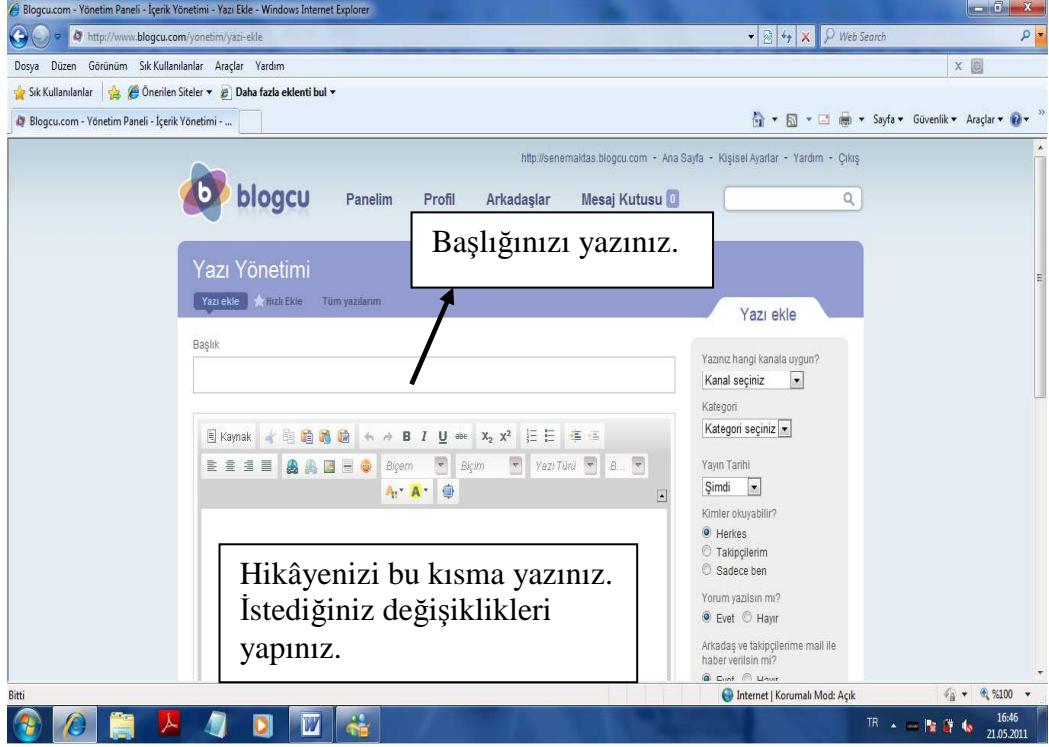 Blogcu.com - Yönetim Paneli - İçerik Yönetimi - Yazı Ekle - Windows Internet Explorer
http://www.blogcu.com/yonetim/yazi-ekle
Web Search
Dosya Düzen Görünüm Sık Kullanılanlar Araçlar Yardım
Sık Kullanılanlar Önerilen Siteler Daha fazla eklenti bul
Blogcu.com - Yönetim Paneli - İçerik Yönetimi - ...
Sayfa Güvenlik Araçlar
http://senemaktas.blogcu.com - Ana Sayfa - Kişisel Ayarlar - Yardım - Çıkış
blogcu Panelim Profil Arkadaşlar Mesaj Kutusu 0
Başlığınızı yazınız.
Yazı Yönetimi
Yazı ekle Hızlı Ekle Tüm yazılarım
Yazı ekle
Başlık
Yazınız hangi kanala uygun?
Kanal seçiniz
Kategori
Kategori seçiniz
Kaynak B I U abc X₂ X²
Biçem Biçim Yazı Türü B...
Yayın Tarihi
Şimdi
Kimler okuyabilir?
Herkes
Takipçilerim
Sadece ben
Hikâyenizi bu kısma yazınız.
İstediğiniz değişiklikleri
yapınız.
Yorum yazılsın mı?
Evet Hayır
Arkadaş ve takipçilerime mail ile
haber verilsin mi?
Evet Hayır
Bitti
Internet | Korumalı Mod: Açık
%100
TR
16:46
21.05.2011